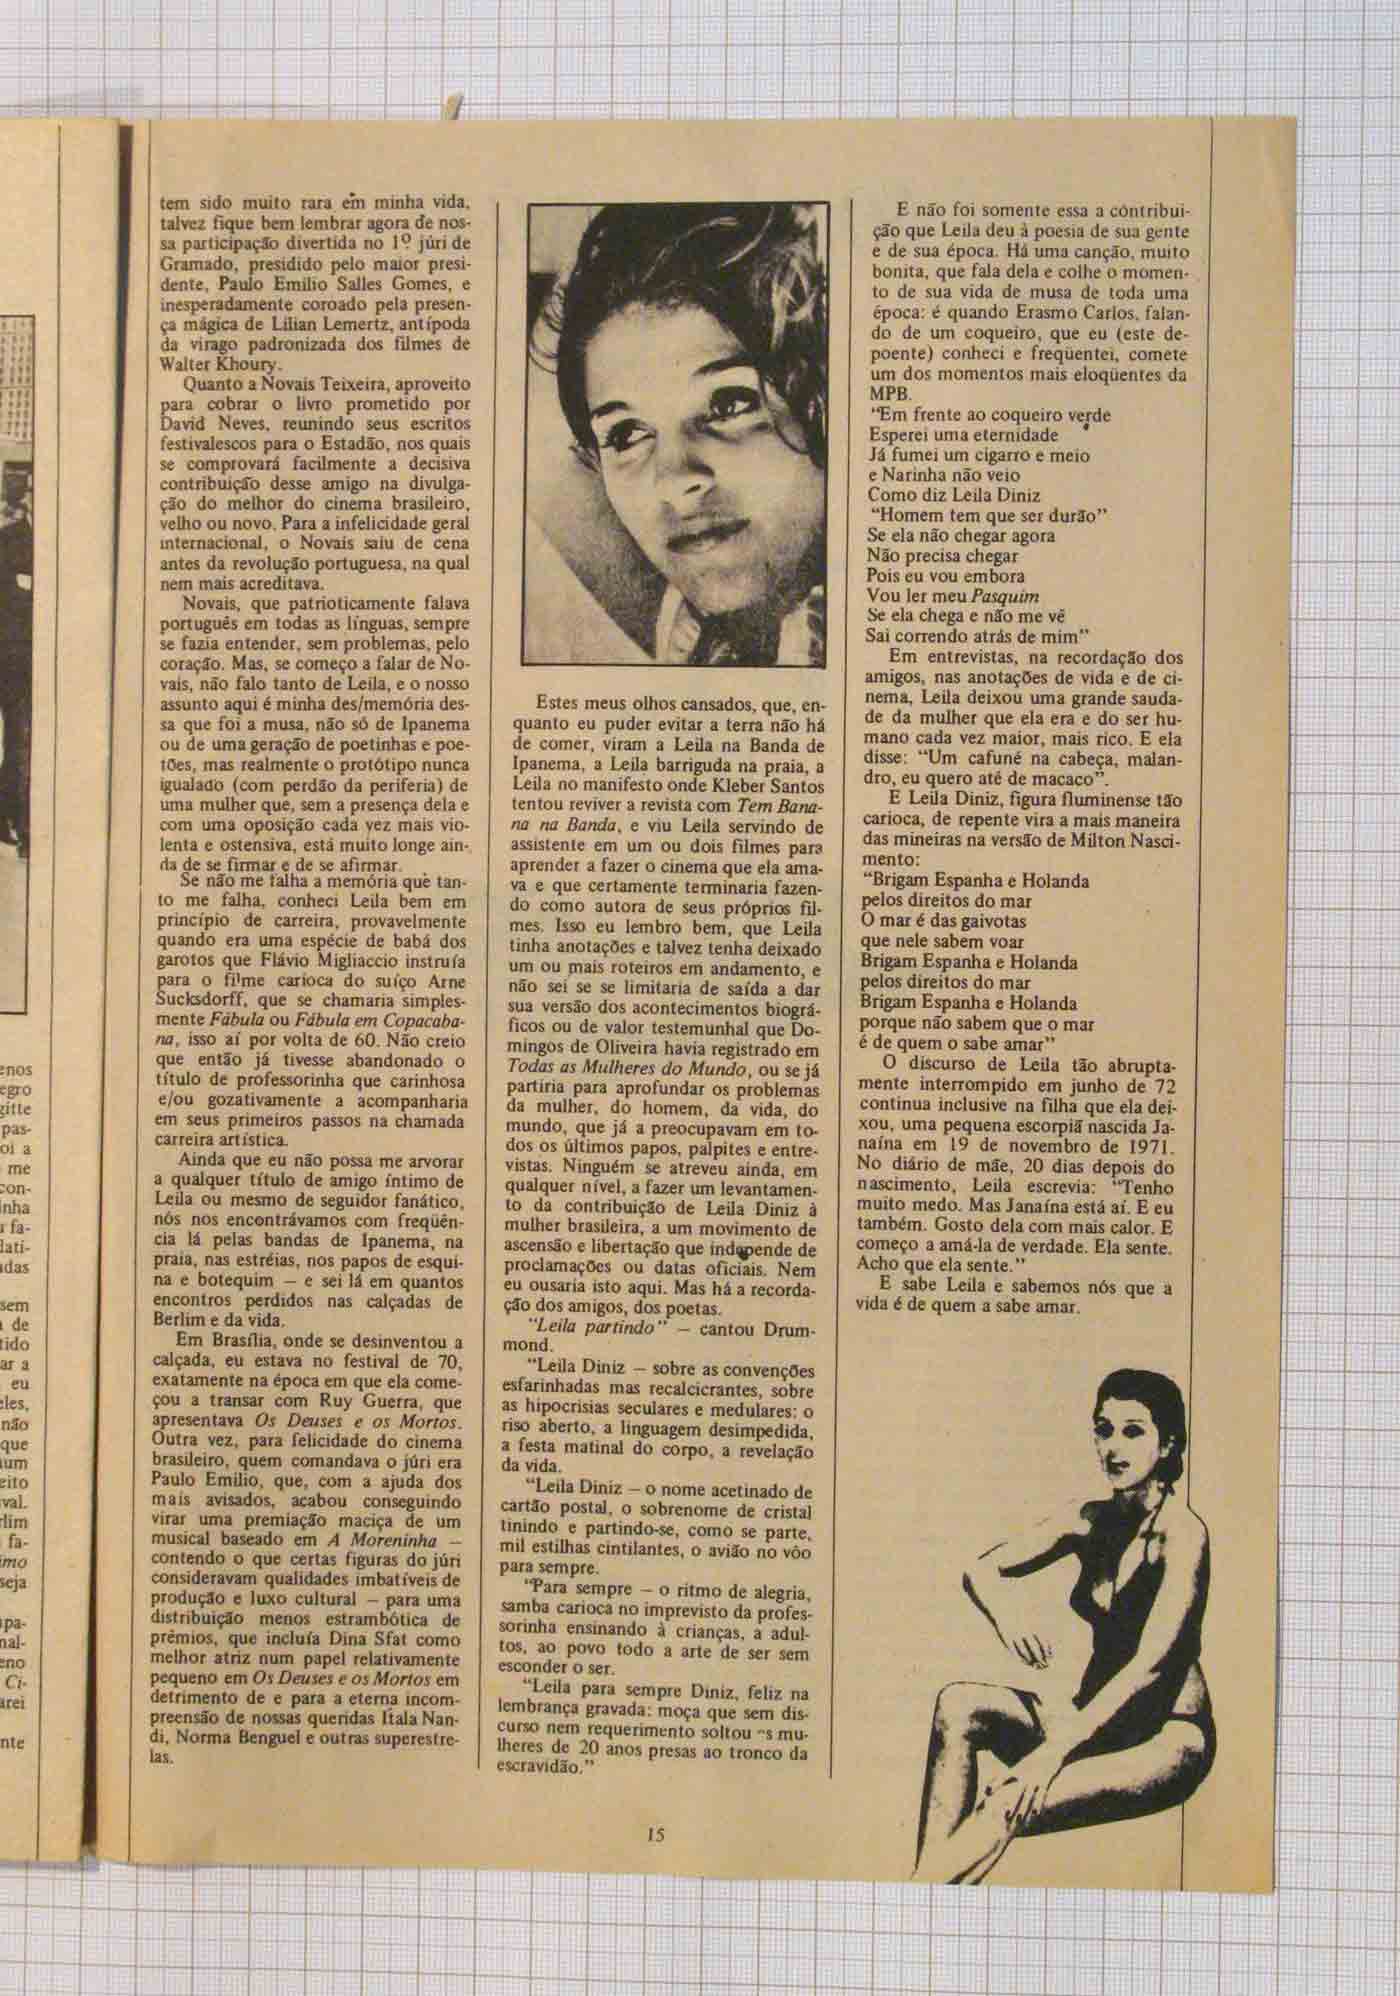 tem sido muito rara em minha vida,
talvez fique bem lembrar agora de nos-
sa participação divertida no 1º júri de
Gramado, presidido pelo maior presi-
dente, Paulo Emilio Salles Gomes, e
inesperadamente coroado pela presen-
ça mágica de Lilian Lemertz, antípoda
da virago padronizada dos filmes de
Walter Khoury.
Quanto a Novais Teixeira, aproveito
para cobrar o livro prometido por
David Neves, reunindo seus escritos
festivalescos para o Estadão, nos quais
se comprovará facilmente a decisiva
contribuição desse amigo na divulga-
ção do melhor do cinema brasileiro,
velho ou novo. Para a infelicidade geral
internacional, o Novais saiu de cena
antes da revolução portuguesa, na qual
nem mais acreditava.
Novais, que patrioticamente falava
português em todas as línguas, sempre
se fazia entender, sem problemas, pelo
coração. Mas, se começo a falar de No-
vais, não falo tanto de Leila, e o nosso
assunto aqui é minha des/memória des-
sa que foi a musa, não só de Ipanema
ou de uma geração de poetinhas e poe-
tões, mas realmente o protótipo nunca
igualado (com perdão da periferia) de
uma mulher que, sem a presença dela e
com uma oposição cada vez mais vio-
lenta e ostensiva, está muito longe ain-
da de se firmar e de se afirmar.
Se não me falha a memória que tan-
to me falha, conheci Leila bem em
princípio de carreira, provavelmente
quando era uma espécie de babá dos
garotos que Flávio Migliaccio instruía
para o filme carioca do suíço Arne
Sucksdorff, que se chamaria simples-
mente Fábula ou Fábula em Copacaba-
na, isso aí por volta de 60. Não creio
que então já tivesse abandonado o
título de professorinha que carinhosa
e/ou gozativamente a acompanharia
em seus primeiros passos na chamada
carreira artística.
Ainda que eu não possa me arvorar
a qualquer título de amigo íntimo de
Leila ou mesmo de seguidor fanático,
nós nos encontrávamos com freqüên-
cia lá pelas bandas de Ipanema, na
praia, nas estréias, nos papos de esqui-
na e botequim — e sei lá em quantos
encontros perdidos nas calçadas de
Berlim e da vida.
Em Brasília, onde se desinventou a
calçada, eu estava no festival de 70,
exatamente na época em que ela come-
çou a transar com Ruy Guerra, que
apresentava Os Deuses e os Mortos.
Outra vez, para felicidade do cinema
brasileiro, quem comandava o júri era
Paulo Emilio, que, com a ajuda dos
mais avisados, acabou conseguindo
virar uma premiação maciça de um
musical baseado em A Moreninha —
contendo o que certas figuras do júri
consideravam qualidades imbatíveis de
produção e luxo cultural — para uma
distribuição menos estrambótica de
prêmios, que incluía Dina Sfat como
melhor atriz num papel relativamente
pequeno em Os Deuses e os Mortos em
detrimento de e para a eterna incom-
preensão de nossas queridas Itala Nan-
di, Norma Benguel e outras superestre-
las.
Estes meus olhos cansados, que, en-
quanto eu puder evitar a terra não há
de comer, viram a Leila na Banda de
Ipanema, a Leila barriguda na praia, a
Leila no manifesto onde Kleber Santos
tentou reviver a revista com Tem Bana-
na na Banda, e viu Leila servindo de
assistente em um ou dois filmes para
aprender a fazer o cinema que ela ama-
va e que certamente terminaria fazen-
do como autora de seus próprios fil-
mes. Isso eu lembro bem, que Leila
tinha anotações e talvez tenha deixado
um ou mais roteiros em andamento, e
não sei se se limitaria de saída a dar
sua versão dos acontecimentos biográ-
ficos ou de valor testemunhal que Do-
mingos de Oliveira havia registrado em
Todas as Mulheres do Mundo, ou se já
partiria para aprofundar os problemas
da mulher, do homem, da vida, do
mundo, que já a preocupavam em to-
dos os últimos papos, palpites e entre-
vistas. Ninguém se atreveu ainda, em
qualquer nível, a fazer um levantamen-
to da contribuição de Leila Diniz à
mulher brasileira, a um movimento de
ascensão e libertação que independe de
proclamações ou datas oficiais. Nem
eu ousaria isto aqui. Mas há a recorda-
ção dos amigos, dos poetas.
"Leila partindo" — cantou Drum-
mond.
"Leila Diniz — sobre as convenções
esfarinhadas mas recalcicrantes, sobre
as hipocrisias seculares e medulares: o
riso aberto, a linguagem desimpedida,
a festa matinal do corpo, a revelação
da vida.
"Leila Diniz — o nome acetinado de
cartão postal, o sobrenome de cristal
tinindo e partindo-se, como se parte,
mil estilhas cintilantes, o avião no vôo
para sempre.
"Para sempre — o ritmo de alegria,
samba carioca no imprevisto da profes-
sorinha ensinando à crianças, a adul-
tos, ao povo todo a arte de ser sem
esconder o ser.
"Leila para sempre Diniz, feliz na
lembrança gravada: moça que sem dis-
curso nem requerimento soltou as mu-
lheres de 20 anos presas ao tronco da
escravidão."
E não foi somente essa a contribui-
ção que Leila deu à poesia de sua gente
e de sua época. Há uma canção, muito
bonita, que fala dela e colhe o momen-
to de sua vida de musa de toda uma
época: é quando Erasmo Carlos, falan-
do de um coqueiro, que eu (este de-
poente) conheci e freqüentei, comete
um dos momentos mais eloqüentes da
MPB.
"Em frente ao coqueiro verde
Esperei uma eternidade
Já fumei um cigarro e meio
e Narinha não veio
Como diz Leila Diniz
"Homem tem que ser durão"
Se ela não chegar agora
Não precisa chegar
Pois eu vou embora
Vou ler meu Pasquim
Se ela chega e não me vê
Sai correndo atrás de mim"
Em entrevistas, na recordação dos
amigos, nas anotações de vida e de ci-
nema, Leila deixou uma grande sauda-
de da mulher que ela era e do ser hu-
mano cada vez maior, mais rico. E ela
disse: "Um cafuné na cabeça, malan-
dro, eu quero até de macaco".
E Leila Diniz, figura fluminense tão
carioca, de repente vira a mais maneira
das mineiras na versão de Milton Nasci-
mento:
"Brigam Espanha e Holanda
pelos direitos do mar
O mar é das gaivotas
que nele sabem voar
Brigam Espanha e Holanda
pelos direitos do mar
Brigam Espanha e Holanda
porque não sabem que o mar
é de quem o sabe amar"
O discurso de Leila tão abrupta-
mente interrompido em junho de 72
continua inclusive na filha que ela dei-
xou, uma pequena escorpiã nascida Ja-
naína em 19 de novembro de 1971.
No diário de mãe, 20 dias depois do
nascimento, Leila escrevia: "Tenho
muito medo. Mas Janaína está aí. E eu
também. Gosto dela com mais calor. E
começo a amá-la de verdade. Ela sente.
Acho que ela sente."
E sabe Leila e sabemos nós que a
vida é de quem a sabe amar.
15